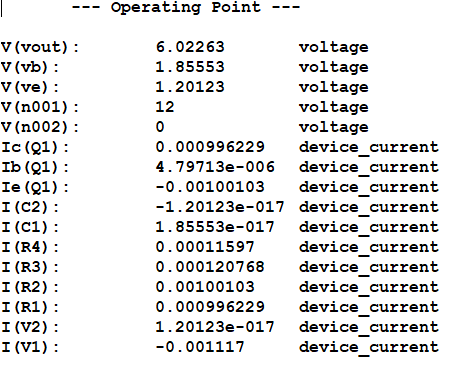 --- Operating Point ---
V(vout): 6.02263 voltage
V(vb): 1.85553 voltage
V(ve): 1.20123 voltage
V(n001): 12 voltage
V(n002): 0 voltage
Ic(Q1): 0.000996229 device_current
Ib(Q1): 4.79713e-006 device_current
Ie(Q1): -0.00100103 device_current
I(C2): -1.20123e-017 device_current
I(C1): 1.85553e-017 device_current
I(R4): 0.00011597 device_current
I(R3): 0.000120768 device_current
I(R2): 0.00100103 device_current
I(R1): 0.000996229 device_current
I(V2): 1.20123e-017 device_current
I(V1): -0.001117 device_current